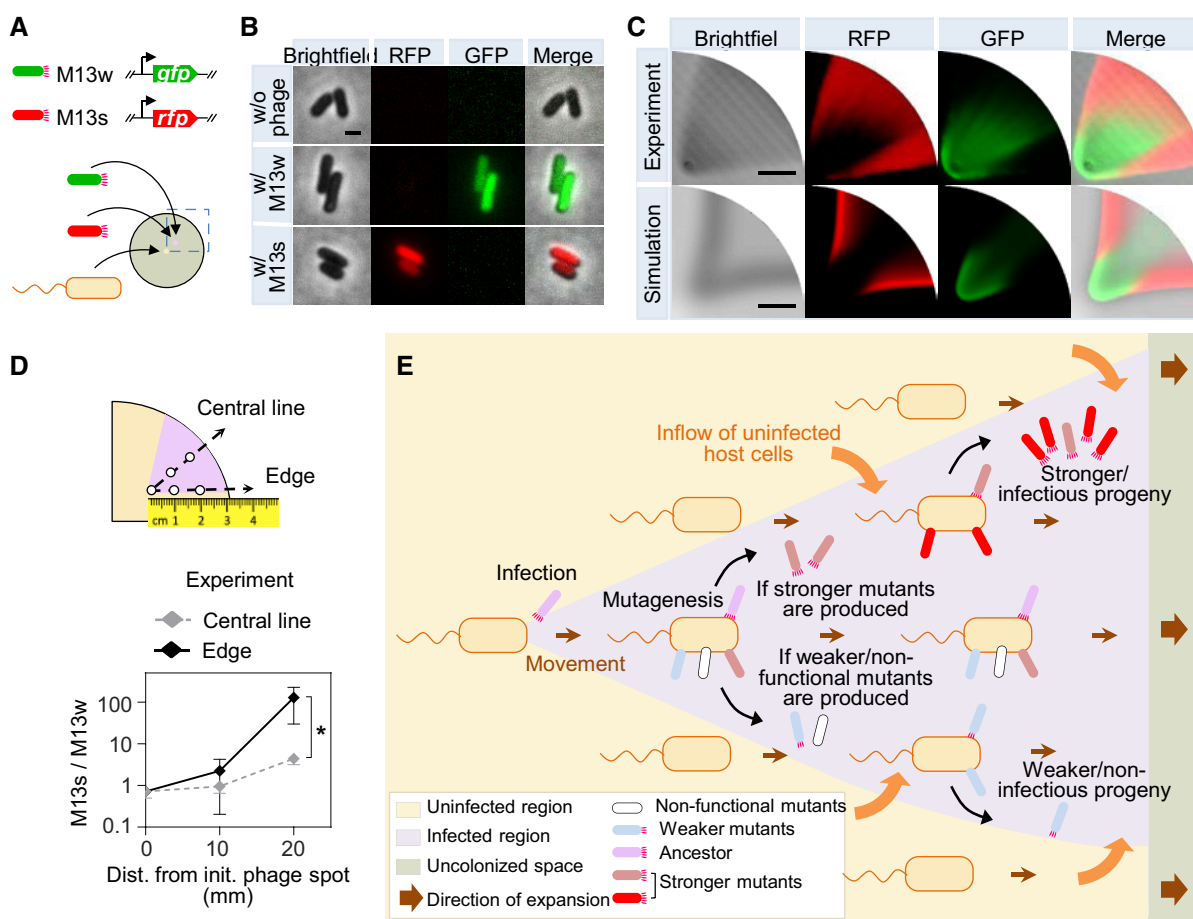 A
M13w
gfp
M13s
rfp
B
Brightfield
RFP
GFP
Merge
w/o
phage
w/
M13w
w/
M13s
C
Brightfiel
RFP
GFP
Merge
Experiment
Simulation
D
Central line
Edge
cm 1 2 3 4
Experiment
Central line
Edge
M13s / M13w
100
10
1
0.1
*
0 10 20
Dist. from init. phage spot
(mm)
E
Inflow of uninfected
host cells
Stronger/
infectious progeny
Infection
Mutagenesis
If stronger mutants
are produced
Movement
If weaker/non-
functional mutants
are produced
Weaker/non-
infectious progeny
Uninfected region
Infected region
Uncolonized space
Direction of expansion
Non-functional mutants
Weaker mutants
Ancestor
Stronger mutants